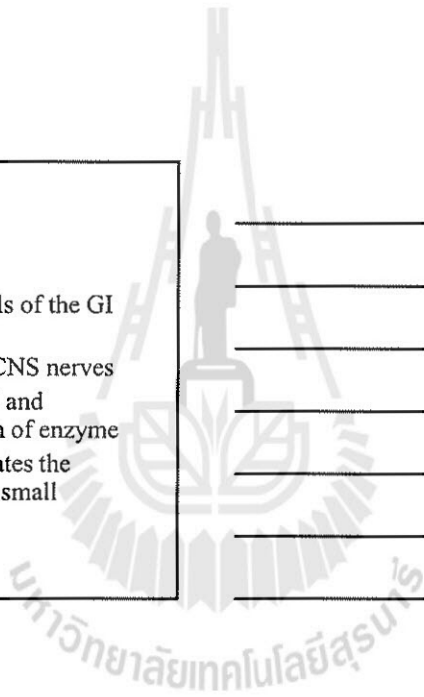 ls of the GI
CNS nerves
and
n of enzyme
ates the
small
มหาวิทยาลัยเทคโนโลยีสุรนารี